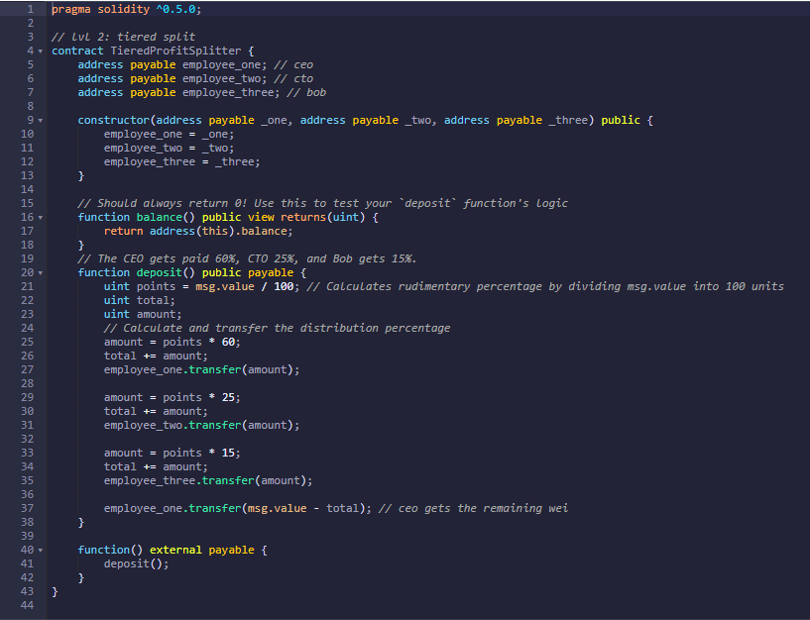 1 pragma solidity ^0.5.0;
2
3 // lvl 2: tiered split
4 contract TieredProfitSplitter {
5     address payable employee_one; // ceo
6     address payable employee_two; // cto
7     address payable employee_three; // bob
8
9     constructor(address payable _one, address payable _two, address payable _three) public {
10         employee_one = _one;
11         employee_two = _two;
12         employee_three = _three;
13     }
14
15     // Should always return 0! Use this to test your `deposit` function's logic
16     function balance() public view returns(uint) {
17         return address(this).balance;
18     }
19     // The CEO gets paid 60%, CTO 25%, and Bob gets 15%.
20     function deposit() public payable {
21         uint points = msg.value / 100; // Calculates rudimentary percentage by dividing msg.value into 100 units
22         uint total;
23         uint amount;
24         // Calculate and transfer the distribution percentage
25         amount = points * 60;
26         total += amount;
27         employee_one.transfer(amount);
28
29         amount = points * 25;
30         total += amount;
31         employee_two.transfer(amount);
32
33         amount = points * 15;
34         total += amount;
35         employee_three.transfer(amount);
36
37         employee_one.transfer(msg.value - total); // ceo gets the remaining wei
38     }
39
40     function() external payable {
41         deposit();
42     }
43 }
44